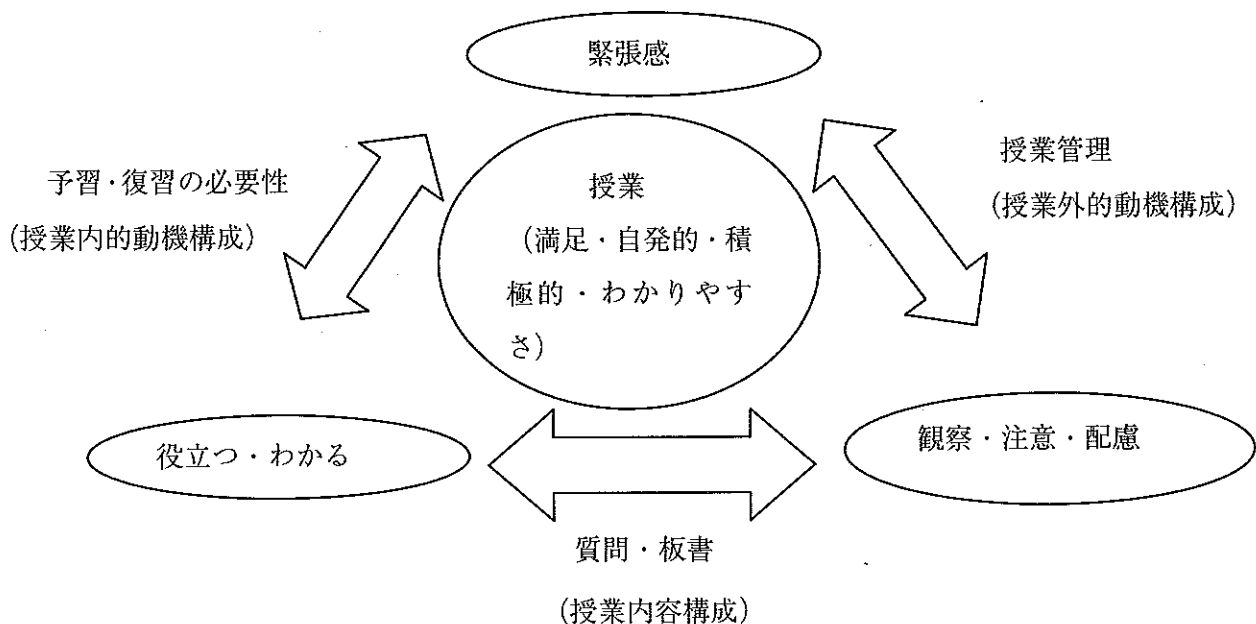 緊張感
予習・復習の必要性
(授業内的動機構成)
授業
(満足・自発的・積
極的・わかりやす
さ)
授業管理
(授業外的動機構成)
役立つ・わかる
観察・注意・配慮
質問・板書
(授業内容構成)